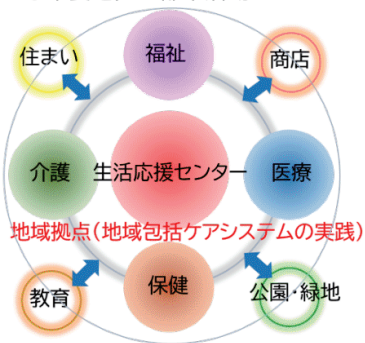 住まい
福祉
商店
介護
生活応援センター
医療
地域拠点（地域包括ケアシステムの実践）
教育
保健
公園・緑地